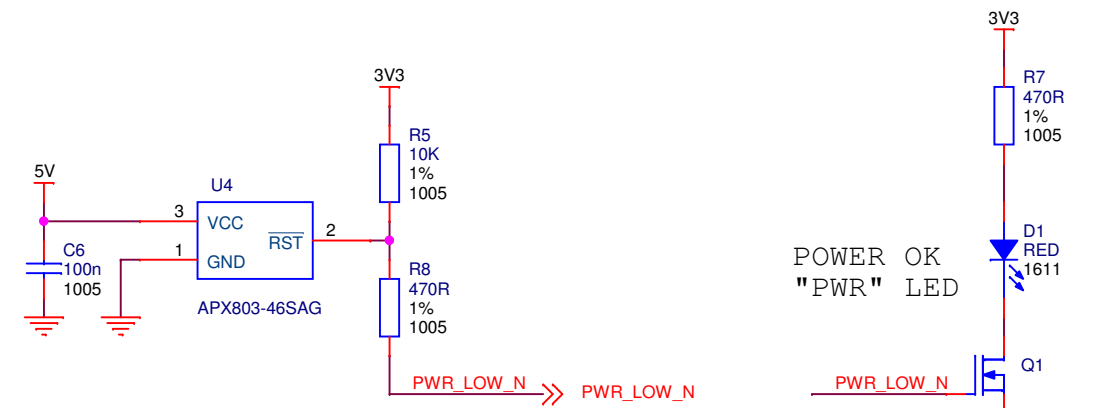 3V3
R7
470R
1%
1005
3V3
R5
10K
1%
1005
5V
U4
3
VCC
RST
2
1
GND
C6
100n
1005
APX803-46SAG
R8
470R
1%
1005
D1
RED
1611
POWER OK
"PWR" LED
Q1
PWR_LOW_N
PWR_LOW_N
PWR_LOW_N